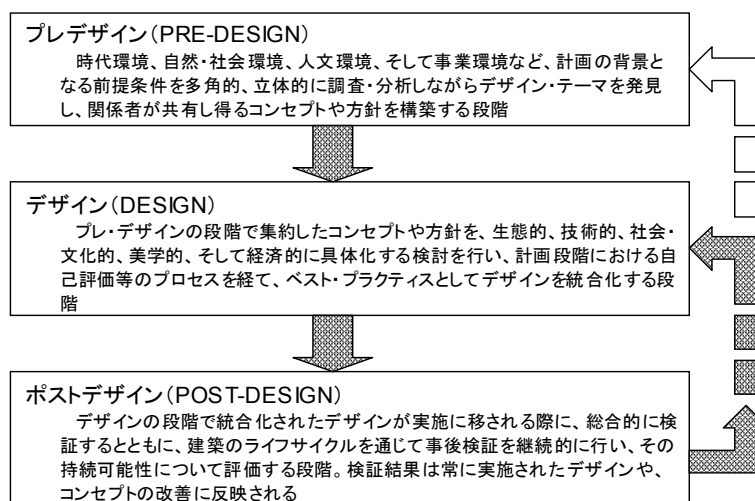 プレデザイン(PRE-DESIGN)
時代環境、自然・社会環境、人文環境、そして事業環境など、計画の背景と
なる前提条件を多角的、立体的に調査・分析しながらデザイン・テーマを発見
し、関係者が共有し得るコンセプトや方針を構築する段階
デザイン(DESIGN)
プレ・デザインの段階で集約したコンセプトや方針を、生態的、技術的、社会・
文化的、美学的、そして経済的に具体化する検討を行い、計画段階における自
己評価等のプロセスを経て、ベスト・プラクティスとしてデザインを統合化する段
階
ポストデザイン(POST-DESIGN)
デザインの段階で統合化されたデザインが実施に移される際に、総合的に検
証するとともに、建築のライフサイクルを通じて事後検証を継続的に行い、その
持続可能性について評価する段階。検証結果は常に実施されたデザインや、
コンセプトの改善に反映される